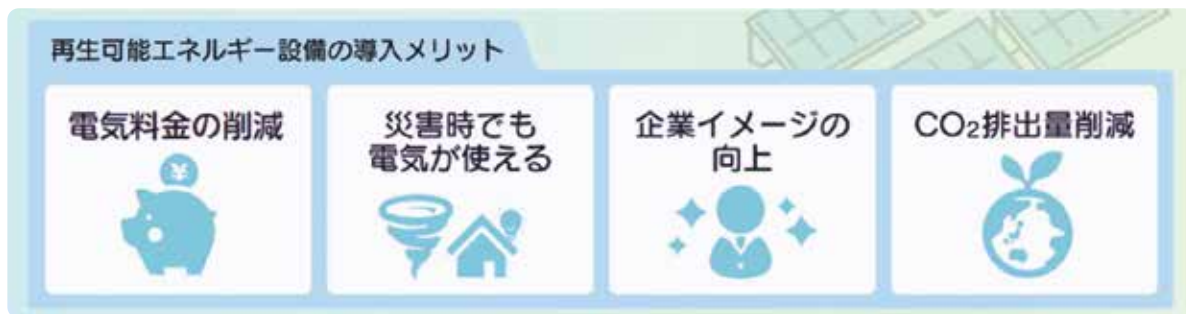 再生可能エネルギー設備の導入メリット
電気料金の削減
¥
災害時でも
電気が使える
企業イメージの
向上
CO₂排出量削減